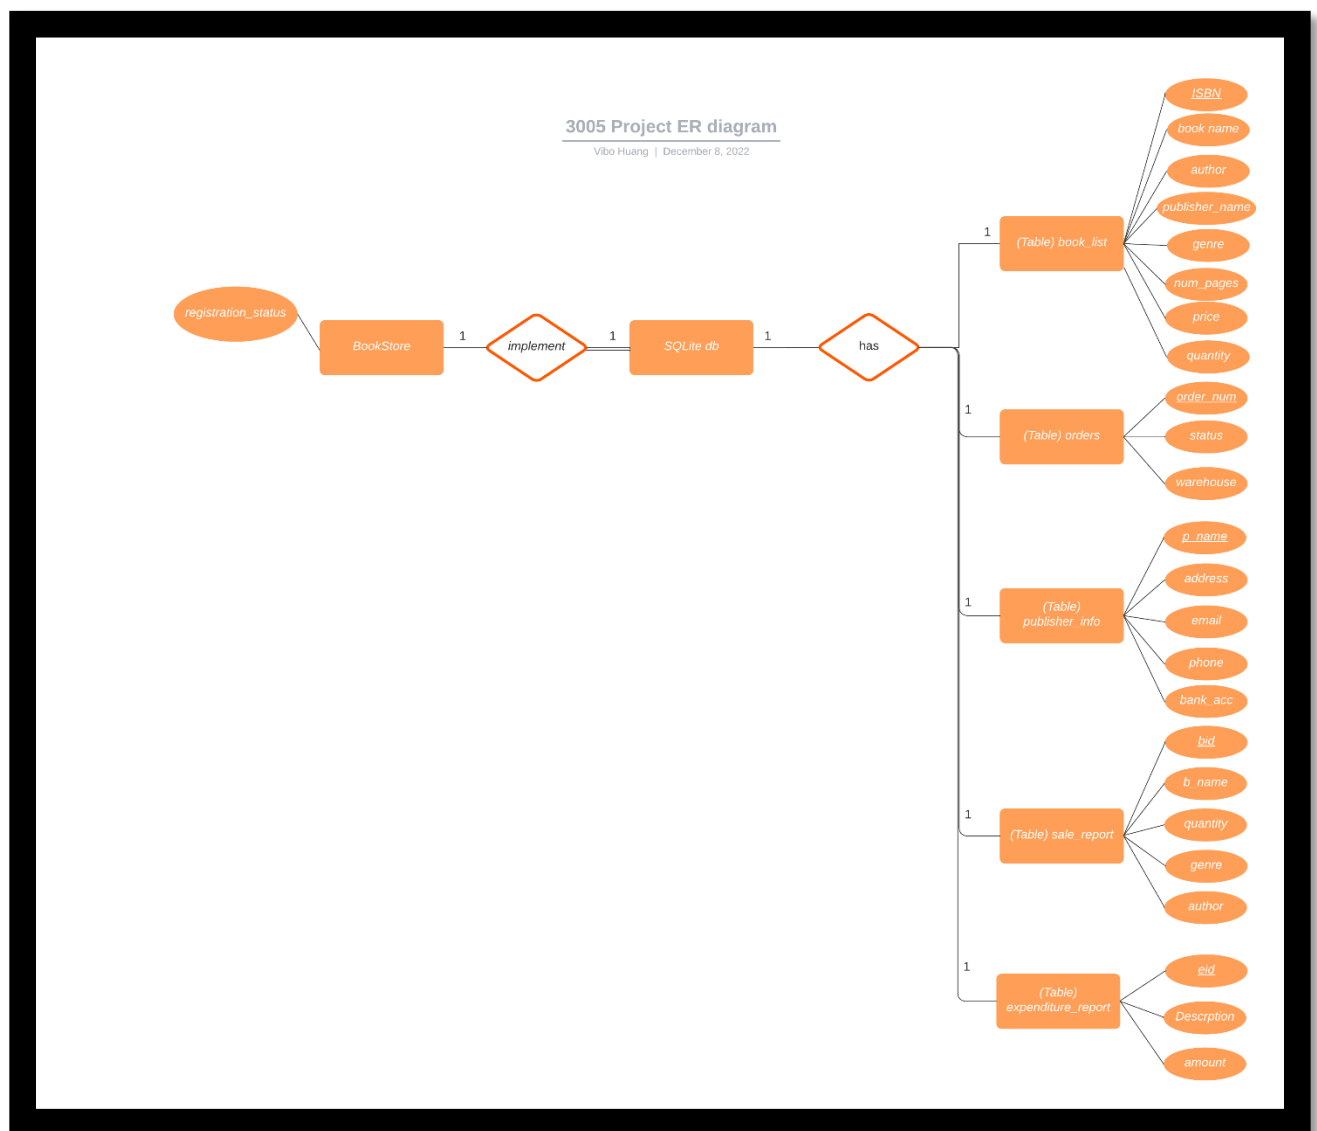 3005 Project ER diagram
Vibo Huang | December 8, 2022
registration_status
BookStore
1
implement
1
SQLite db
1
has
1
(Table) book_list
ISBN
book name
author
publisher_name
genre
num_pages
price
quantity
1
(Table) orders
order_num
status
warehouse
1
(Table)
publisher_info
p_name
address
email
phone
bank_acc
1
(Table) sale_report
bid
b_name
quantity
genre
author
1
(Table)
expenditure_report
eid
Descrption
amount